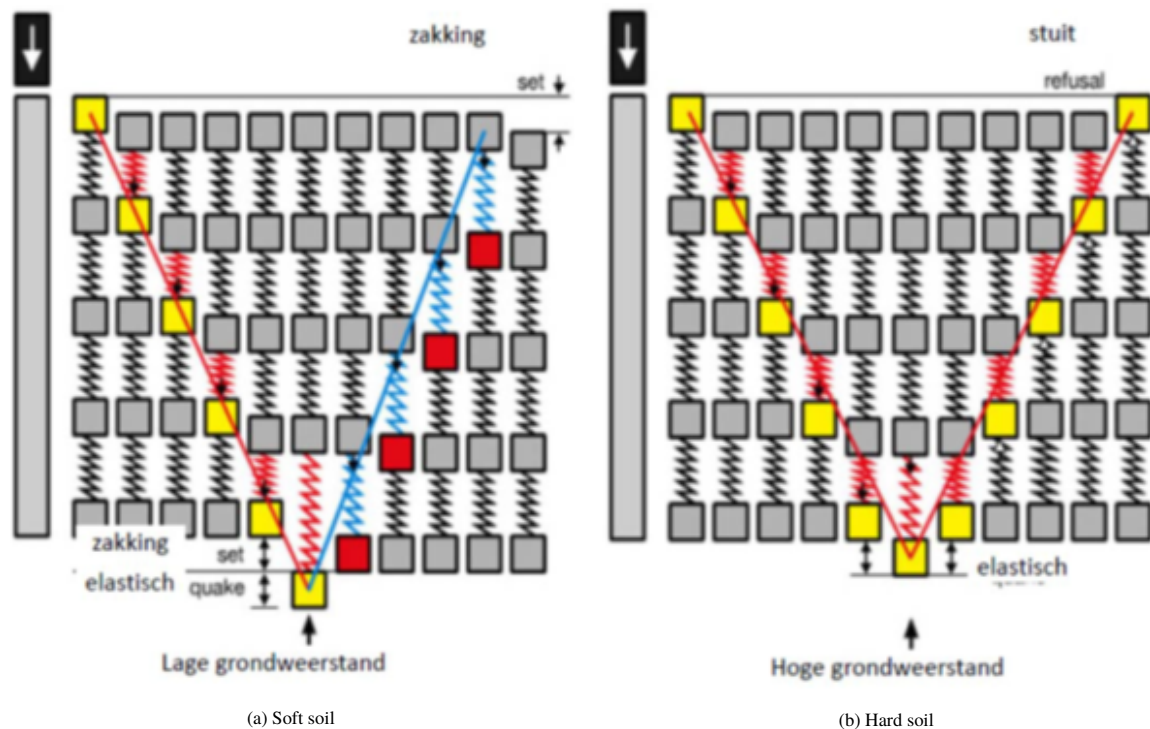 zakking
set
zakking
set
elastisch
quake
Lage grondweerstand
(a) Soft soil
stuit
refusal
elastisch
Hoge grondweerstand
(b) Hard soil